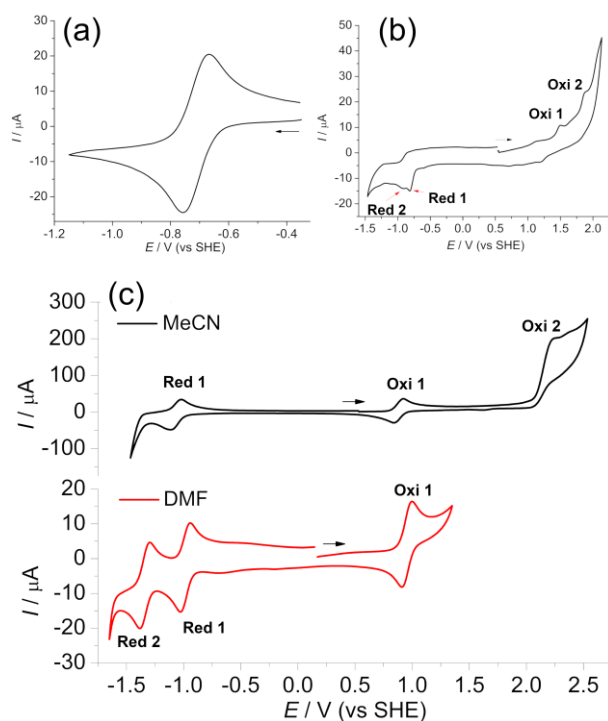 (a)
I / μA
30
20
10
0
-10
-20
-1.2 -1.0 -0.8 -0.6 -0.4
E / V (vs SHE)
(b)
I / μA
50
40
30
20
10
0
-10
-20
Oxi 2
Oxi 1
Red 2
Red 1
-1.5 -1.0 -0.5 0.0 0.5 1.0 1.5 2.0
E / V (vs SHE)
(c)
I / μA
300
200
100
0
-100
MeCN
Red 1
Oxi 1
Oxi 2
I / μA
20
10
0
-10
-20
-30
DMF
Oxi 1
Red 2
Red 1
-1.5 -1.0 -0.5 0.0 0.5 1.0 1.5 2.0 2.5
E / V (vs SHE)